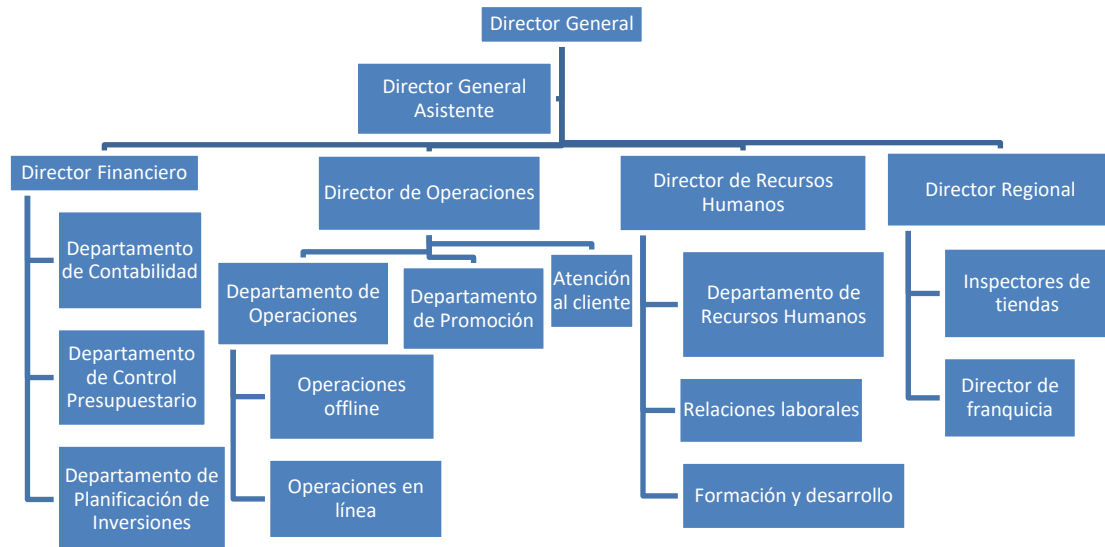 Director General
Director General
Asistente
Director Financiero
Director de Operaciones
Director de Recursos
Humanos
Director Regional
Departamento
de Contabilidad
Departamento
de Control
Presupuestario
Departamento de
Planificación de
Inversiones
Departamento de
Operaciones
Operaciones
offline
Operaciones en
línea
Departamento
de Promoción
Atención
al cliente
Departamento de
Recursos Humanos
Relaciones laborales
Formación y desarrollo
Inspectores de
tiendas
Director de
franquicia